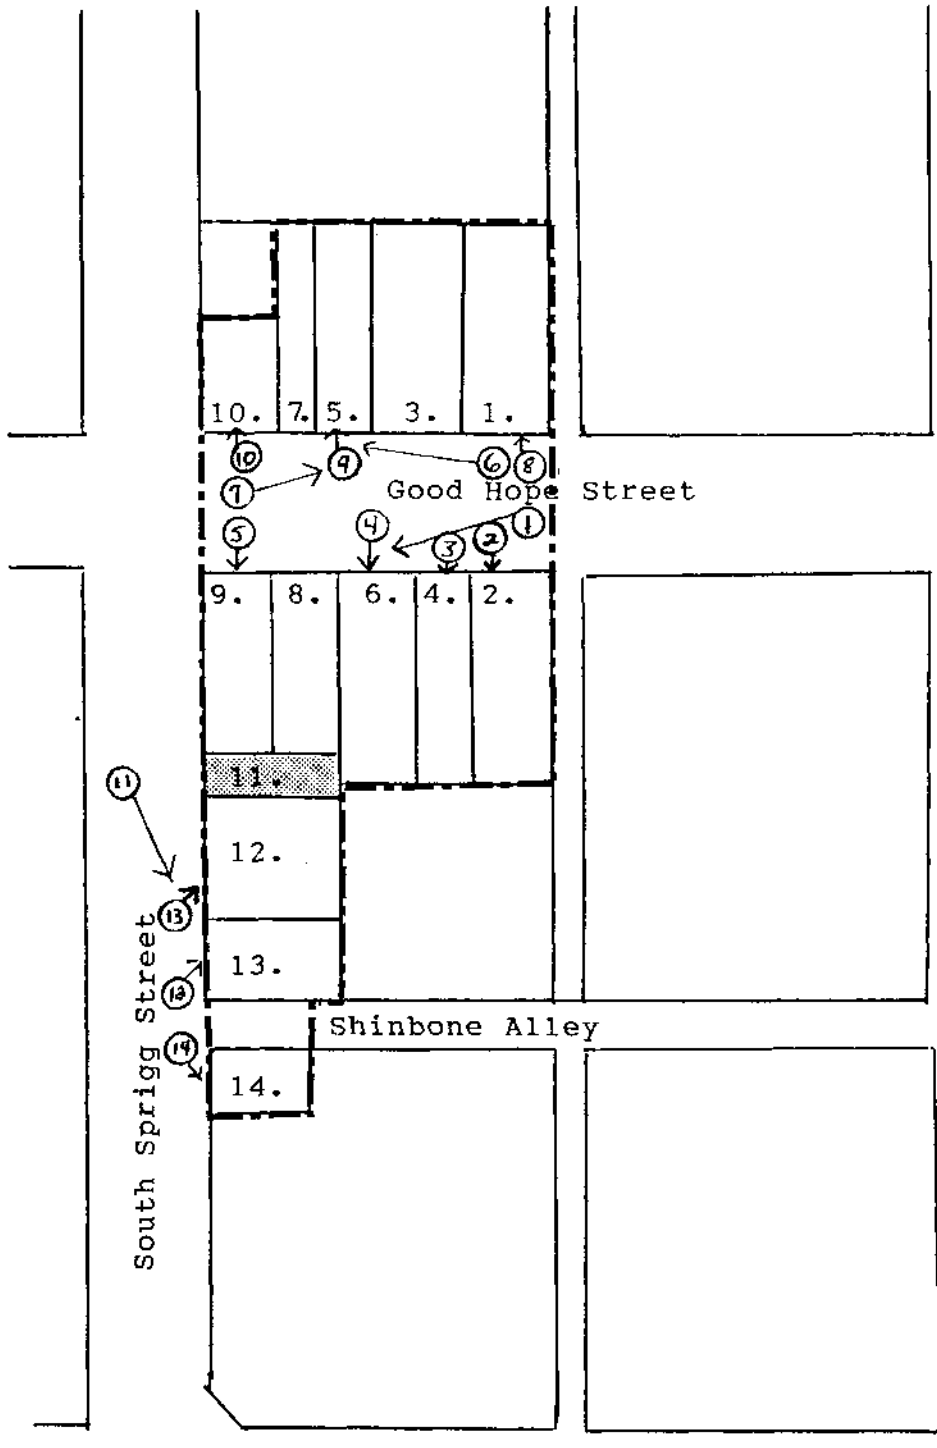 10. 7. 5. 3. 1.
10 9 6 8
7
Good Hope Street
5 4 3 2 1
9. 8. 6. 4. 2.
11
11.
12.
13
13.
12
South Sprigg Street
Shinbone Alley
14
14.